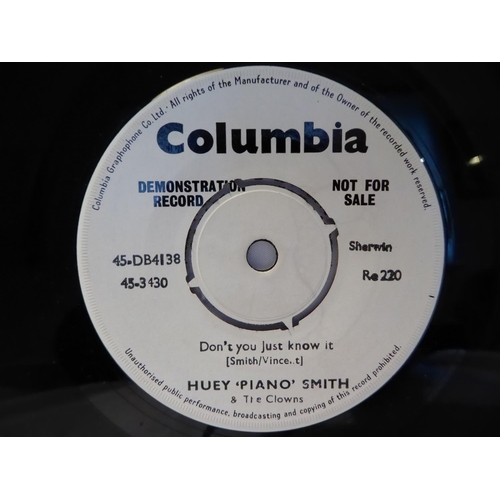 Columbia Graphophone Co. Ltd.· All rights of the Manufacturer and of the Owner of the recorded work reserved.
Columbia
DEMONSTRATION RECORD
NOT FOR SALE
45-DB4138
45-3430
Sherwin
Re 220
Don't you Just know it
[Smith/Vince..t]
HUEY 'PIANO' SMITH
& The Clowns
Unauthorised public performance, broadcasting and copying of this record prohibited.